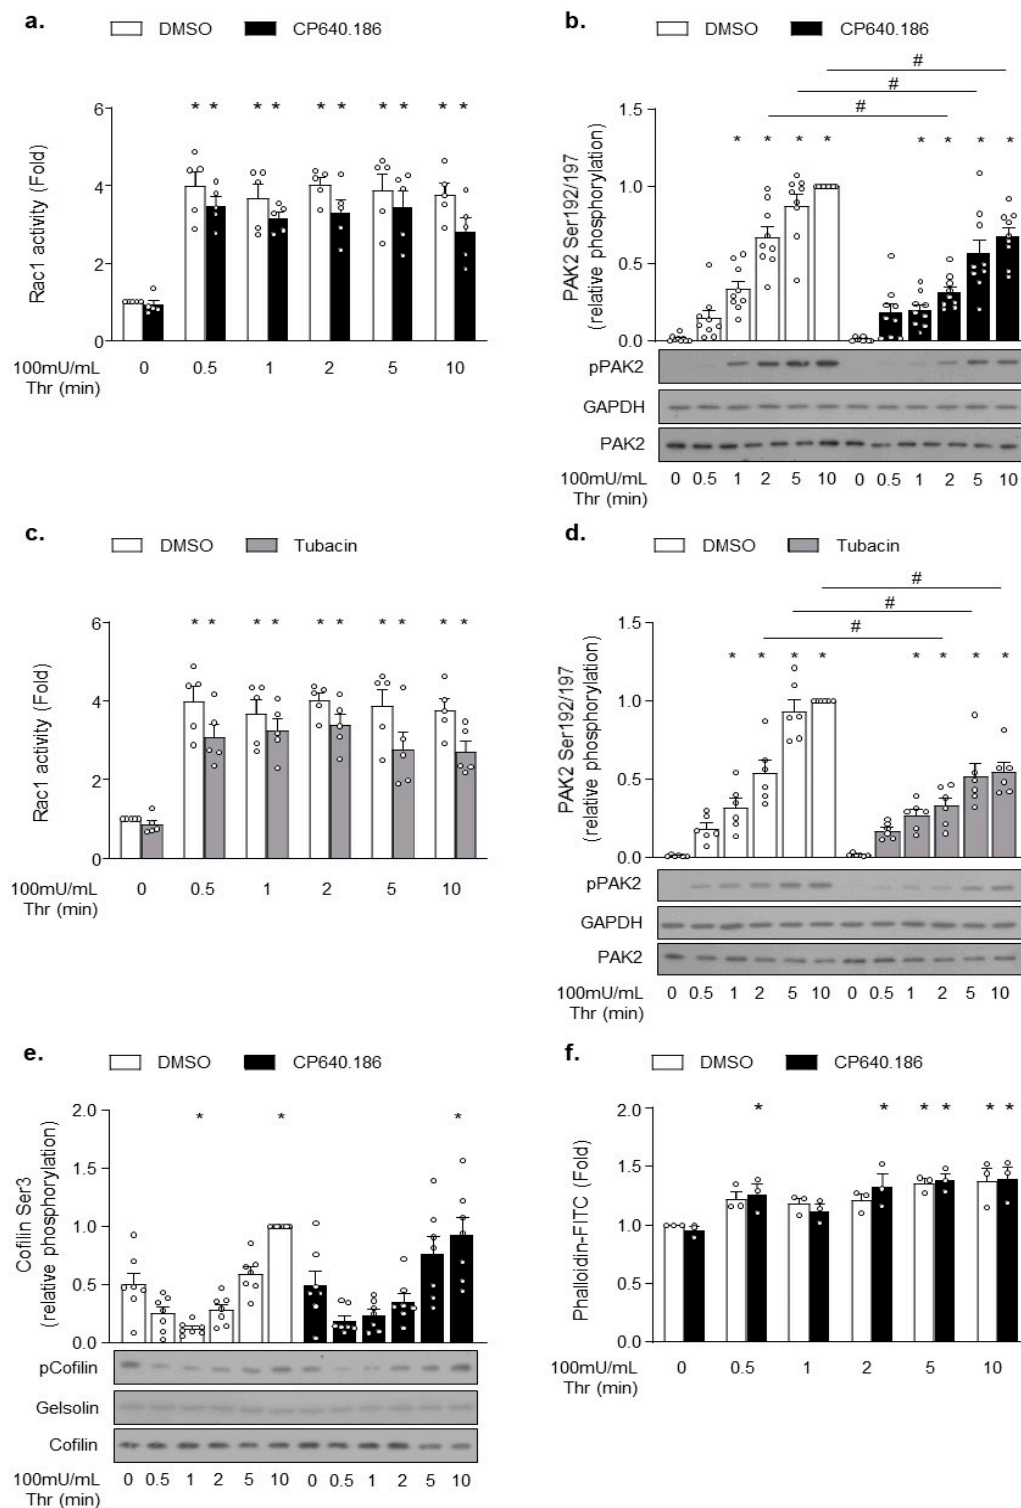 a.
DMSO CP640.186
* * * * * * * * * *
6
4
2
0
Rac1 activity (Fold)
100mU/mL
Thr (min)
0 0.5 1 2 5 10
b.
DMSO CP640.186
#
#
#
* * * * * * * *
1.5
1.0
0.5
0.0
PAK2 Ser192/197
(relative phosphorylation)
pPAK2
GAPDH
PAK2
100mU/mL
Thr (min)
0 0.5 1 2 5 10 0 0.5 1 2 5 10
c.
DMSO Tubacin
* * * * * * * * * *
6
4
2
0
Rac1 activity (Fold)
100mU/mL
Thr (min)
0 0.5 1 2 5 10
d.
DMSO Tubacin
#
#
#
* * * * * * * *
1.5
1.0
0.5
0.0
PAK2 Ser192/197
(relative phosphorylation)
pPAK2
GAPDH
PAK2
100mU/mL
Thr (min)
0 0.5 1 2 5 10 0 0.5 1 2 5 10
e.
DMSO CP640.186
* * *
2.0
1.5
1.0
0.5
0.0
Cofilin Ser3
(relative phosphorylation)
pCofilin
Gelsolin
Cofilin
100mU/mL
Thr (min)
0 0.5 1 2 5 10 0 0.5 1 2 5 10
f.
DMSO CP640.186
* * * * * *
2.0
1.5
1.0
0.5
0.0
Phalloidin-FITC (Fold)
100mU/mL
Thr (min)
0 0.5 1 2 5 10